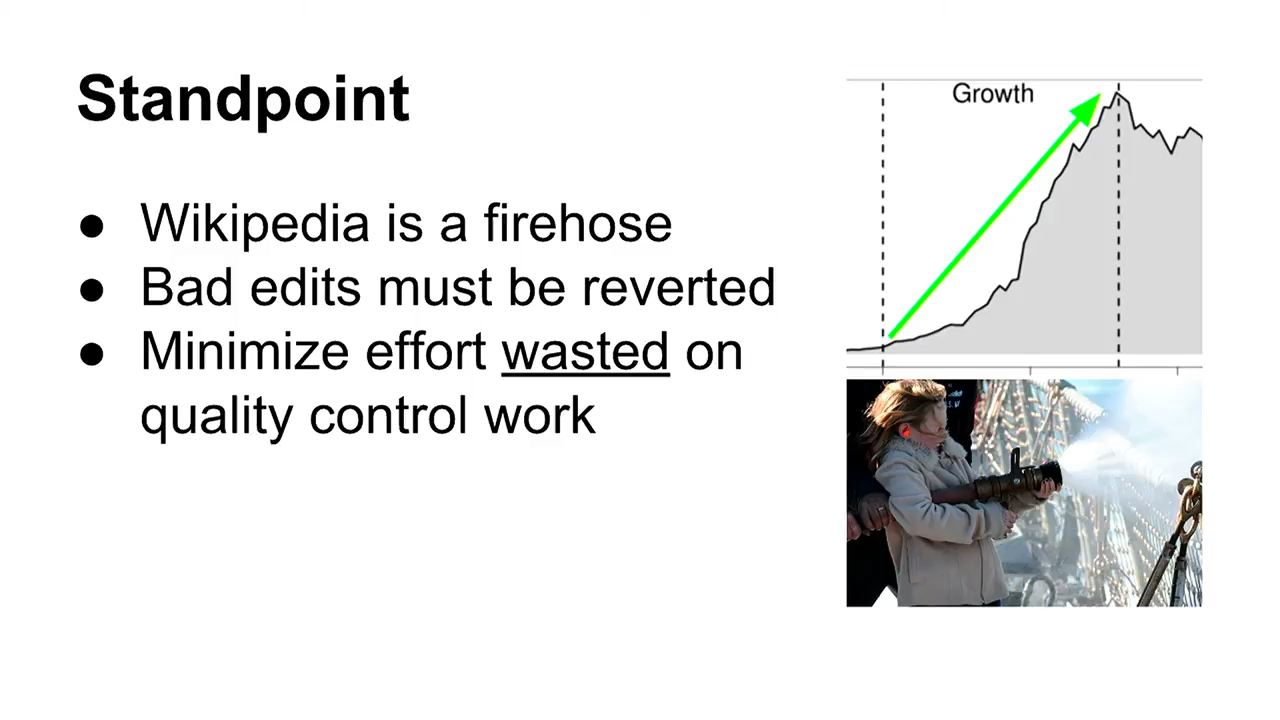 Standpoint
● Wikipedia is a firehose
● Bad edits must be reverted
● Minimize effort wasted on
quality control work
Growth